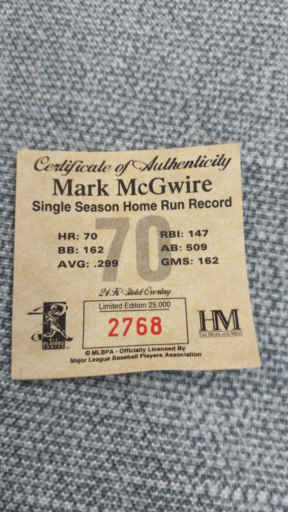 Certificate of Authenticity
Mark McGwire
Single Season Home Run Record
70
HR: 70 RBI: 147
BB: 162 AB: 509
AVG: .299 GMS: 162
24 Kt Gold Overlay
Limited Edition 25,000
2768
HM
© MLBPA - Officially Licensed by
Major League Baseball Players Association